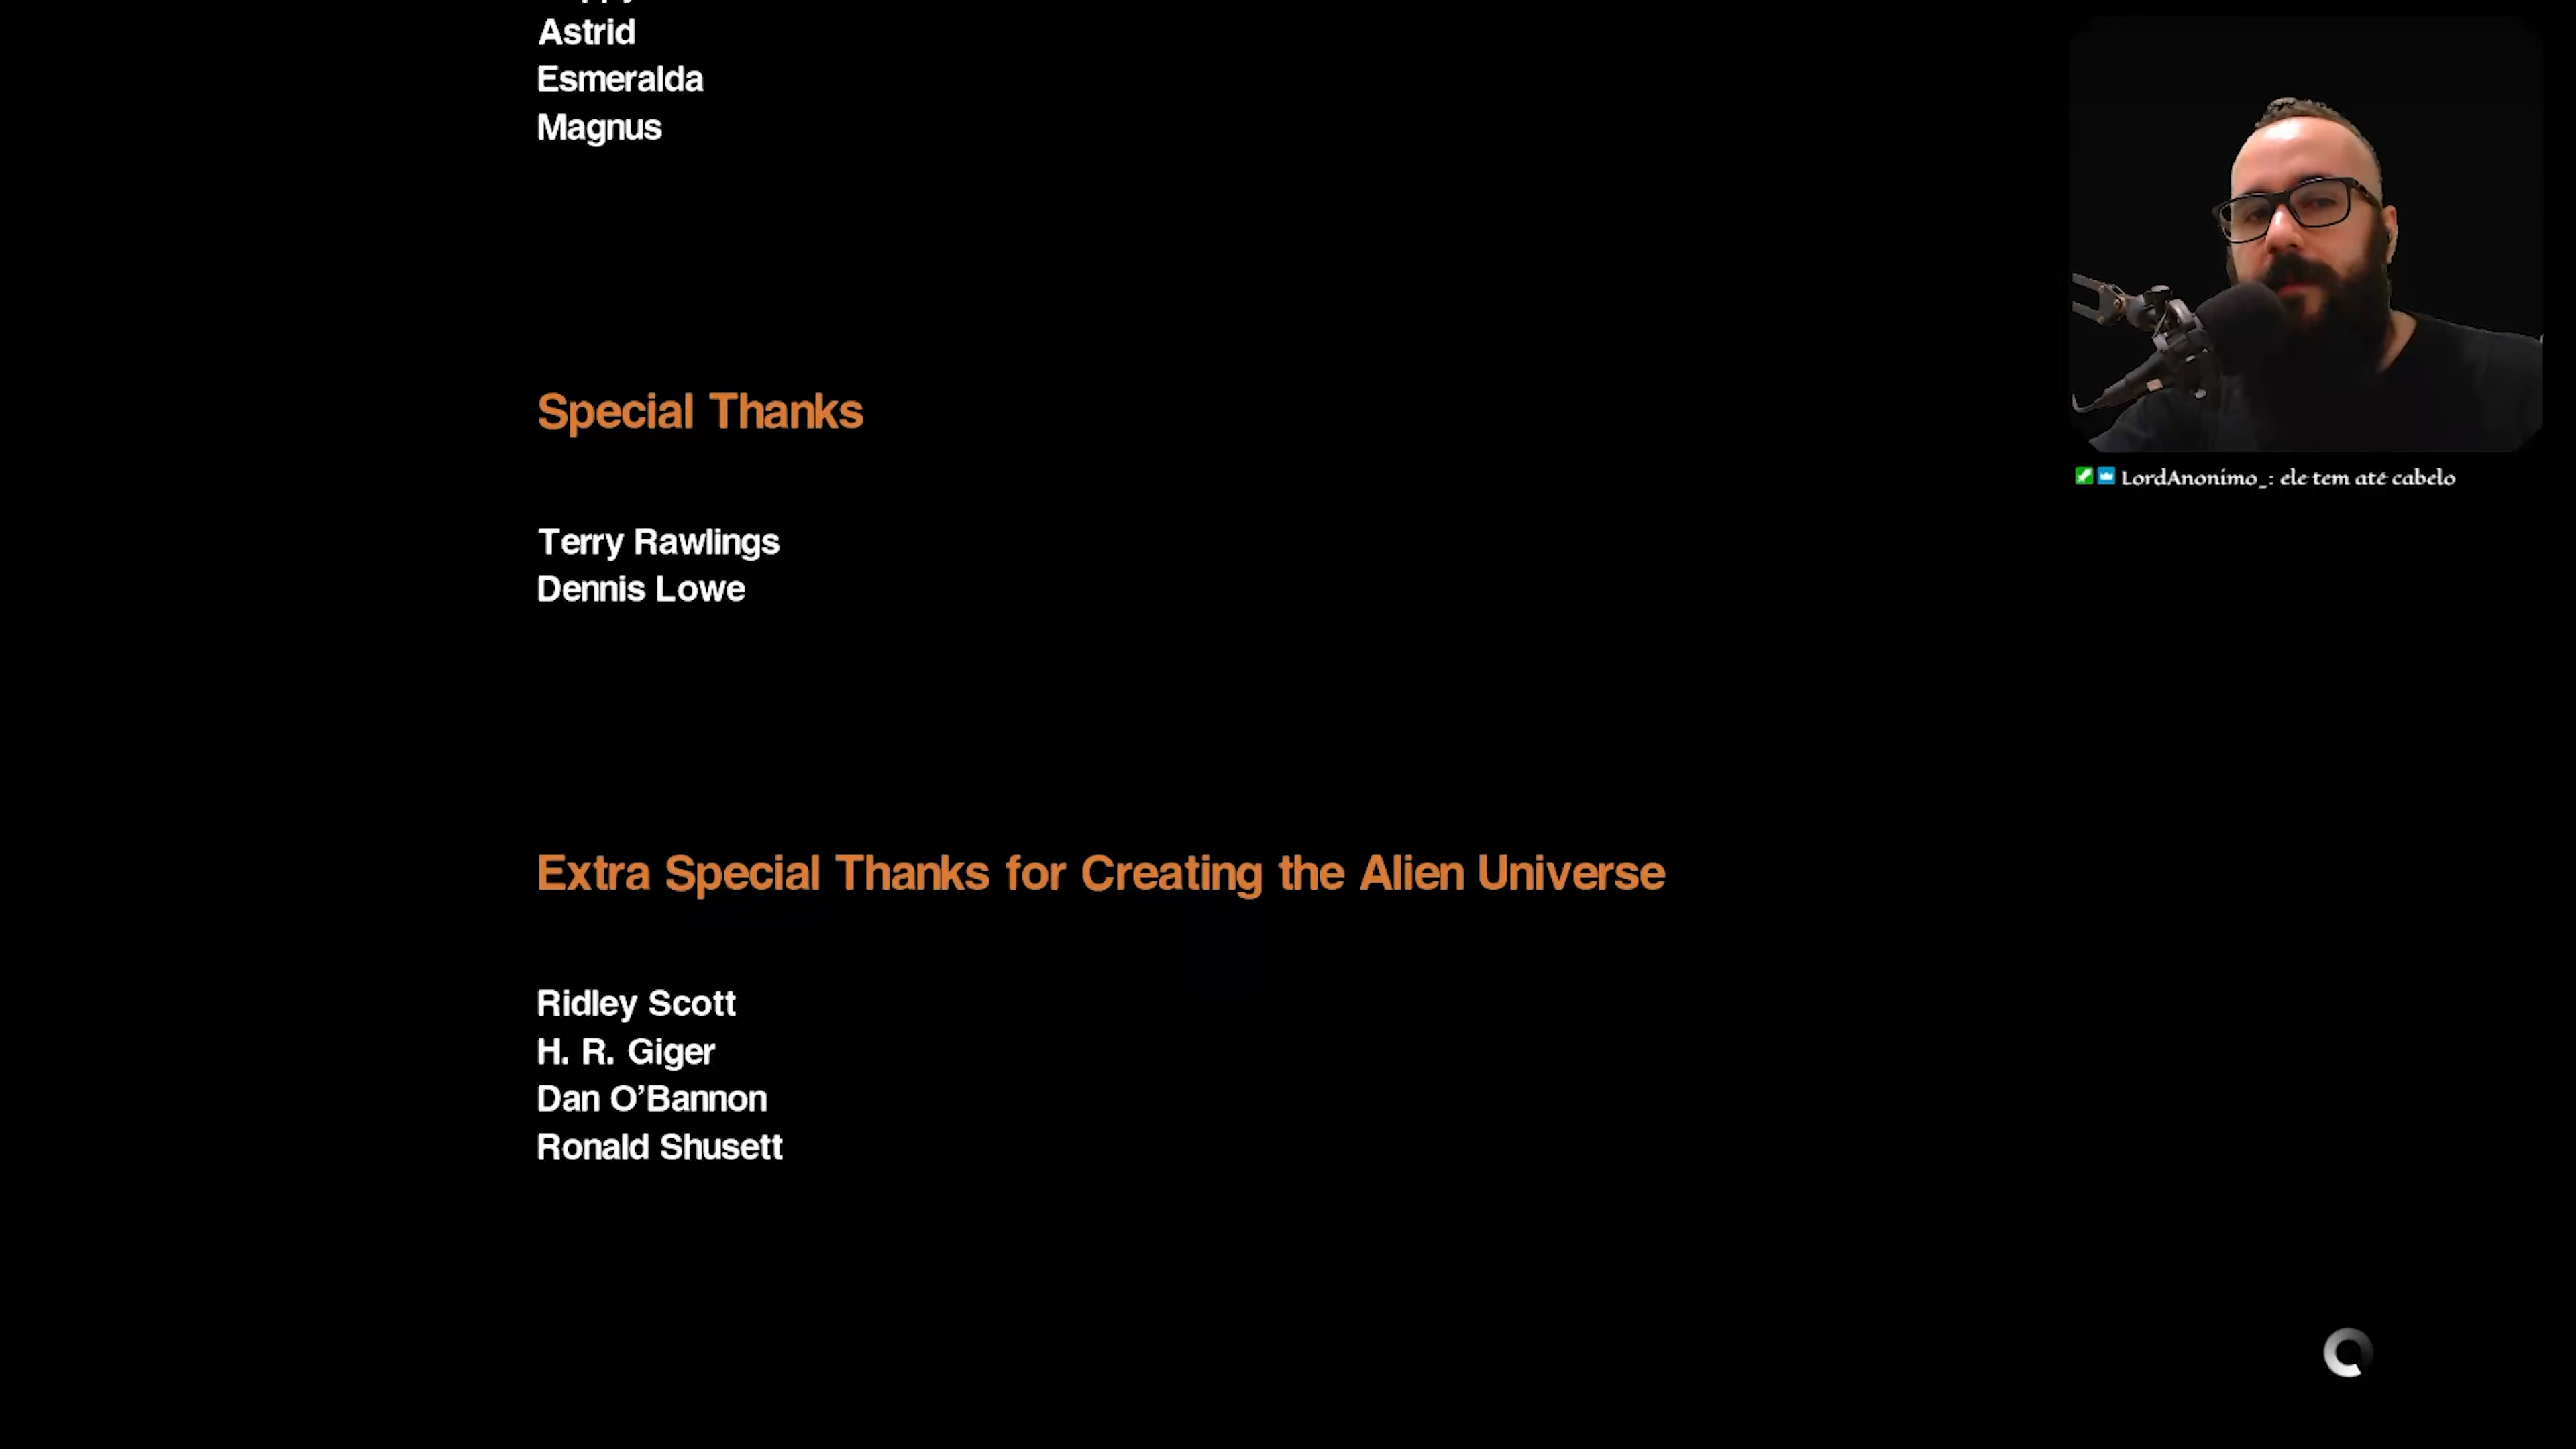 Astrid
Esmeralda
Magnus
Special Thanks
Terry Rawlings
Dennis Lowe
Extra Special Thanks for Creating the Alien Universe
Ridley Scott
H. R. Giger
Dan O’Bannon
Ronald Shusett
LordAnonimo_: ele tem até cabelo